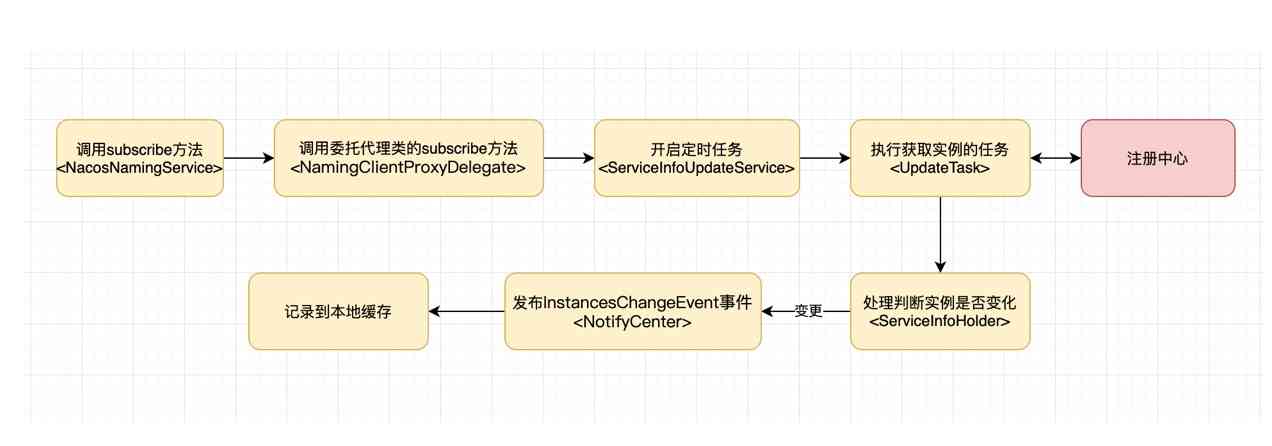 调用subscribe方法
<NacosNamingService>
调用委托代理类的subscribe方法
<NamingClientProxyDelegate>
开启定时任务
<ServiceInfoUpdateService>
执行获取实例的任务
<UpdateTask>
注册中心
处理判断实例是否变化
<ServiceInfoHolder>
变更
发布InstancesChangeEvent事件
<NotifyCenter>
记录到本地缓存